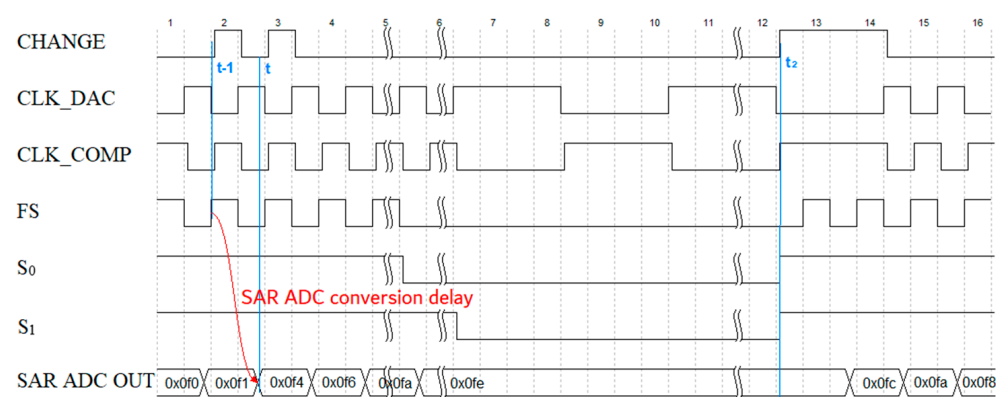 1 2 3 4 5 6 7 8 9 10 11 12 13 14 15 16
CHANGE
t-1 t t₂
CLK_DAC
CLK_COMP
FS
S₀
SAR ADC conversion delay
S₁
SAR ADC OUT 0x0f0 0x0f1 0x0f4 0x0f6 0x0fa 0x0fe 0x0fc 0x0fa 0x0f8